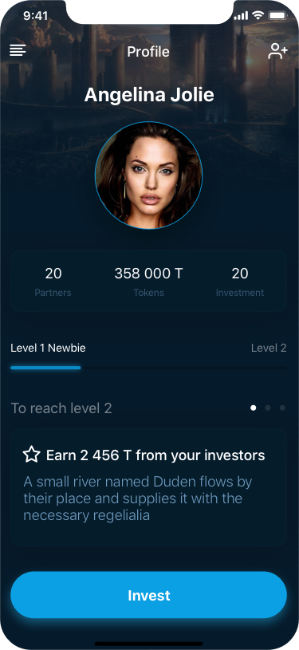 9:41
Profile
Angelina Jolie
20 358 000 T 20
Partners Tokens Investment
Level 1 Newbie Level 2
To reach level 2
Earn 2 456 T from your investors
A small river named Duden flows by
their place and supplies it with the
necessary regelialia
Invest